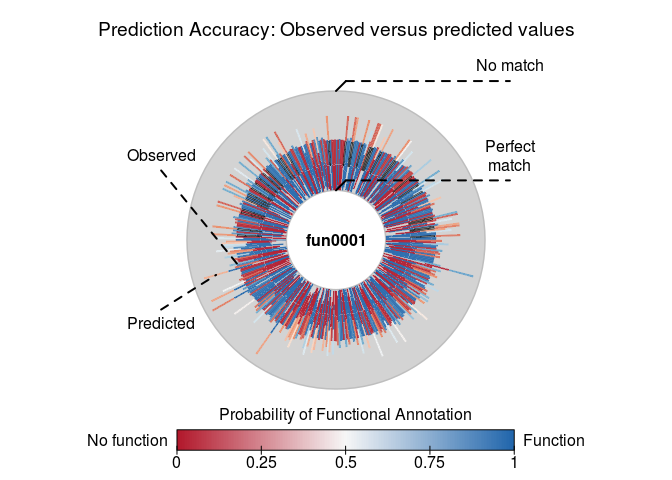 Prediction Accuracy: Observed versus predicted values
No match
Perfect
match
Observed
fun0001
Predicted
Probability of Functional Annotation
No function
Function
0 0.25 0.5 0.75 1